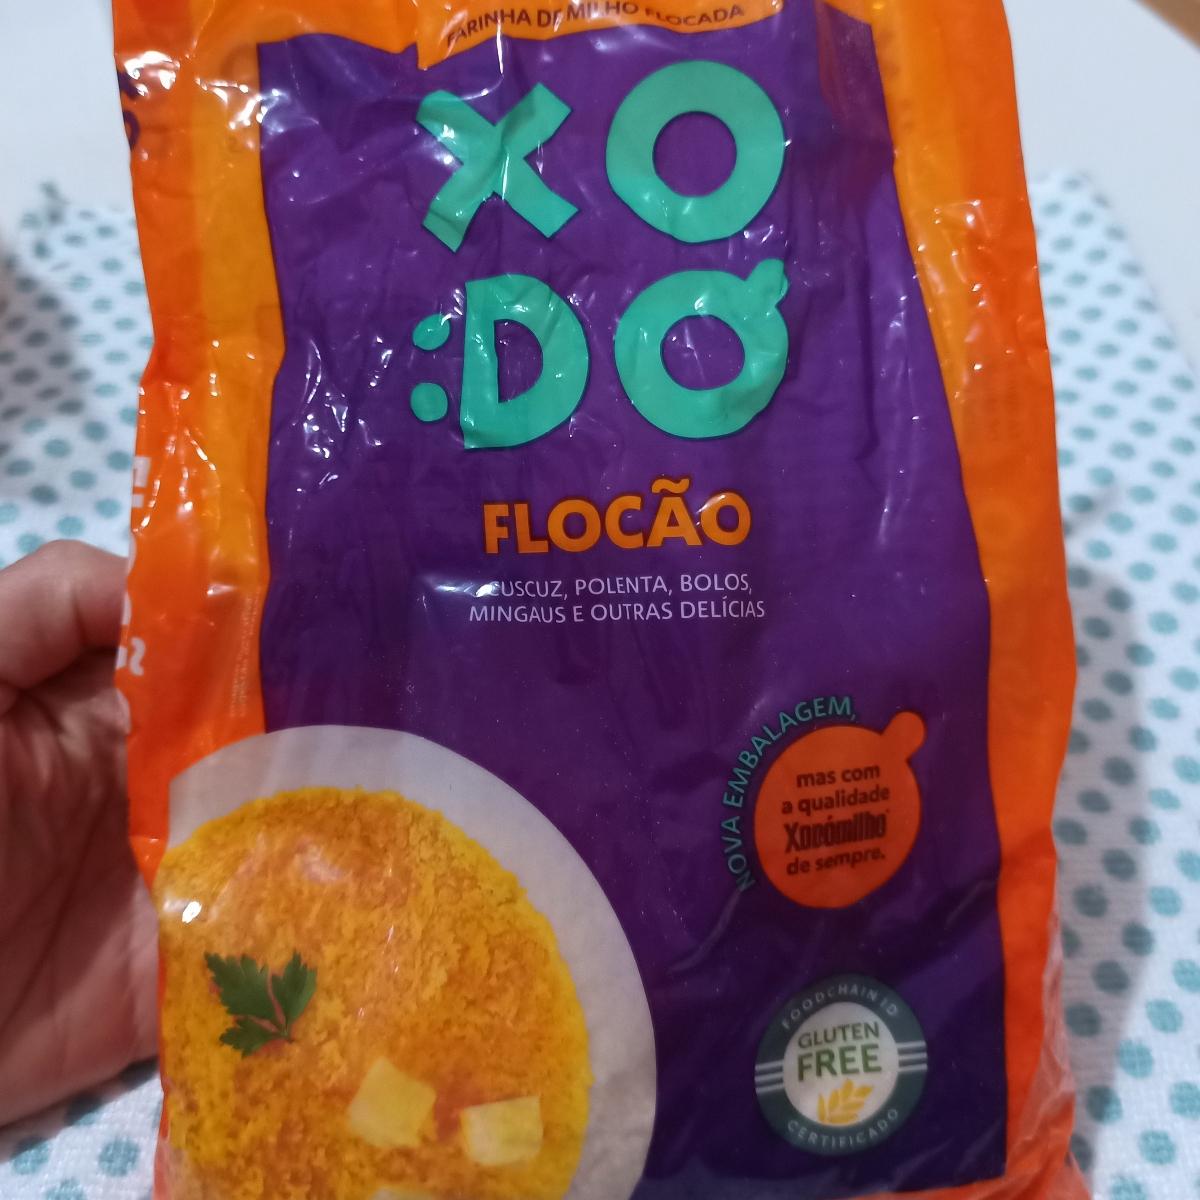 FARINHA DE MILHO FLOCADA
XO
:DO
FLOCÃO
CUSCUZ, POLENTA, BOLOS,
MINGAUS E OUTRAS DELÍCIAS
NOVA EMBALAGEM,
mas com
a qualidade
Xodómilho
de sempre.
FOODCHAIN ID
GLUTEN
FREE
CERTIFICADO